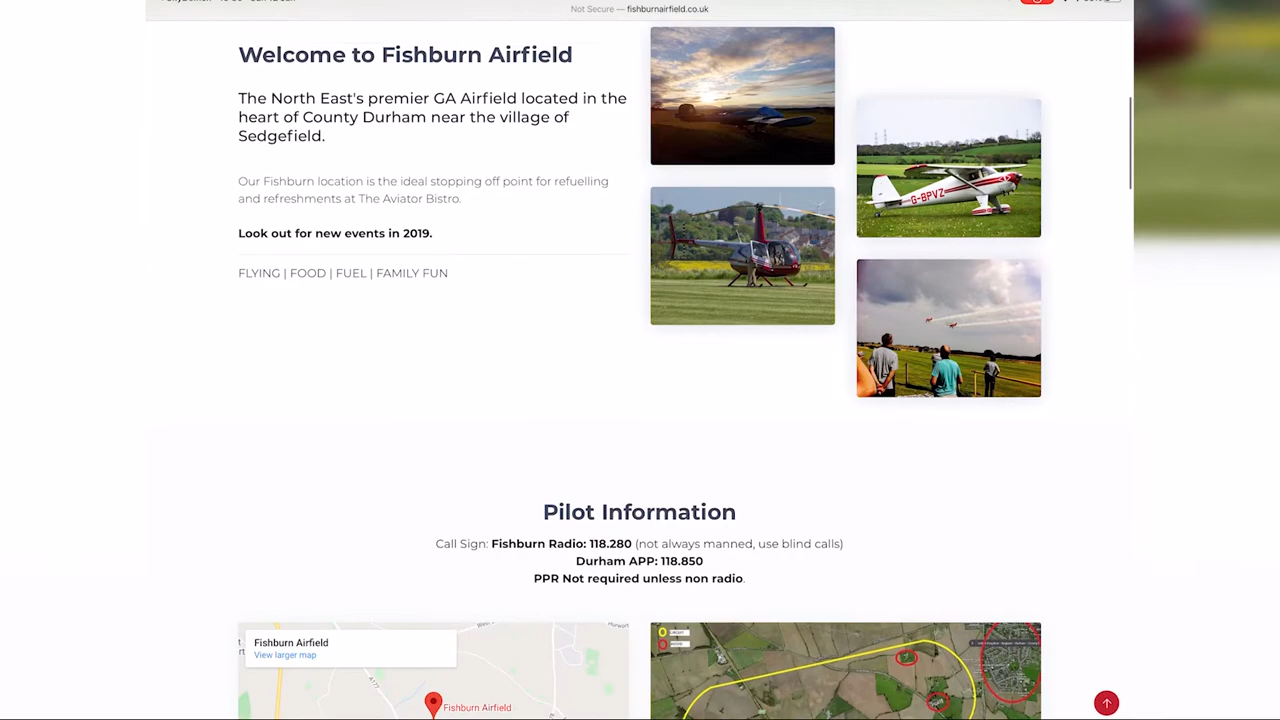 Not Secure — fishburnairfield.co.uk
Welcome to Fishburn Airfield
The North East's premier GA Airfield located in the
heart of County Durham near the village of
Sedgefield.
Our Fishburn location is the ideal stopping off point for refuelling
and refreshments at The Aviator Bistro.
Look out for new events in 2019.
FLYING | FOOD | FUEL | FAMILY FUN
G-BPVZ
Pilot Information
Call Sign: Fishburn Radio: 118.280 (not always manned, use blind calls)
Durham APP: 118.850
PPR Not required unless non radio.
Fishburn Airfield
View larger map
A177
Fishburn Airfield